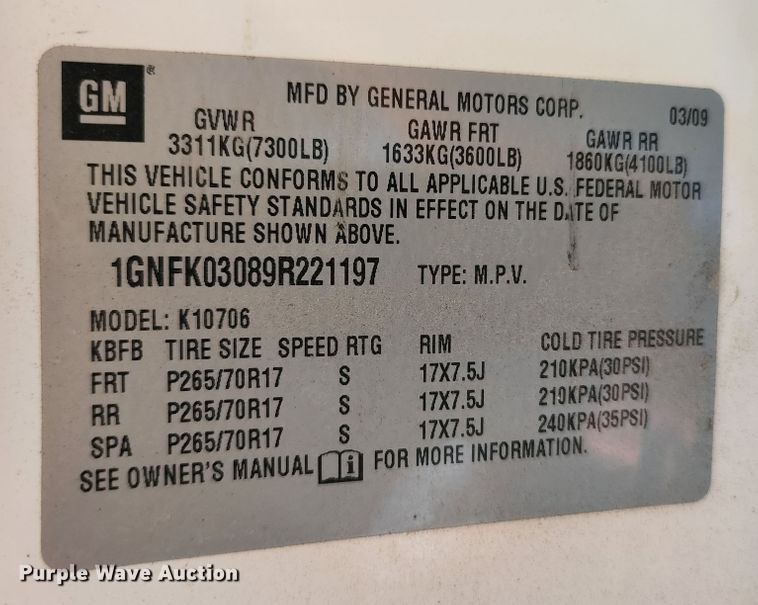 GM®
MFD BY GENERAL MOTORS CORP. 03/09
GVWR GAWR FRT GAWR RR
3311KG(7300LB) 1633KG(3600LB) 1860KG(4100LB)
THIS VEHICLE CONFORMS TO ALL APPLICABLE U.S. FEDERAL MOTOR
VEHICLE SAFETY STANDARDS IN EFFECT ON THE DATE OF
MANUFACTURE SHOWN ABOVE.
1GNFK03089R221197 TYPE: M.P.V.
MODEL: K10706
KBFB TIRE SIZE SPEED RTG RIM COLD TIRE PRESSURE
FRT P265/70R17 S 17X7.5J 210KPA(30PSI)
RR P265/70R17 S 17X7.5J 210KPA(30PSI)
SPA P265/70R17 S 17X7.5J 240KPA(35PSI)
SEE OWNER'S MANUAL i FOR MORE INFORMATION.
Purple Wave Auction